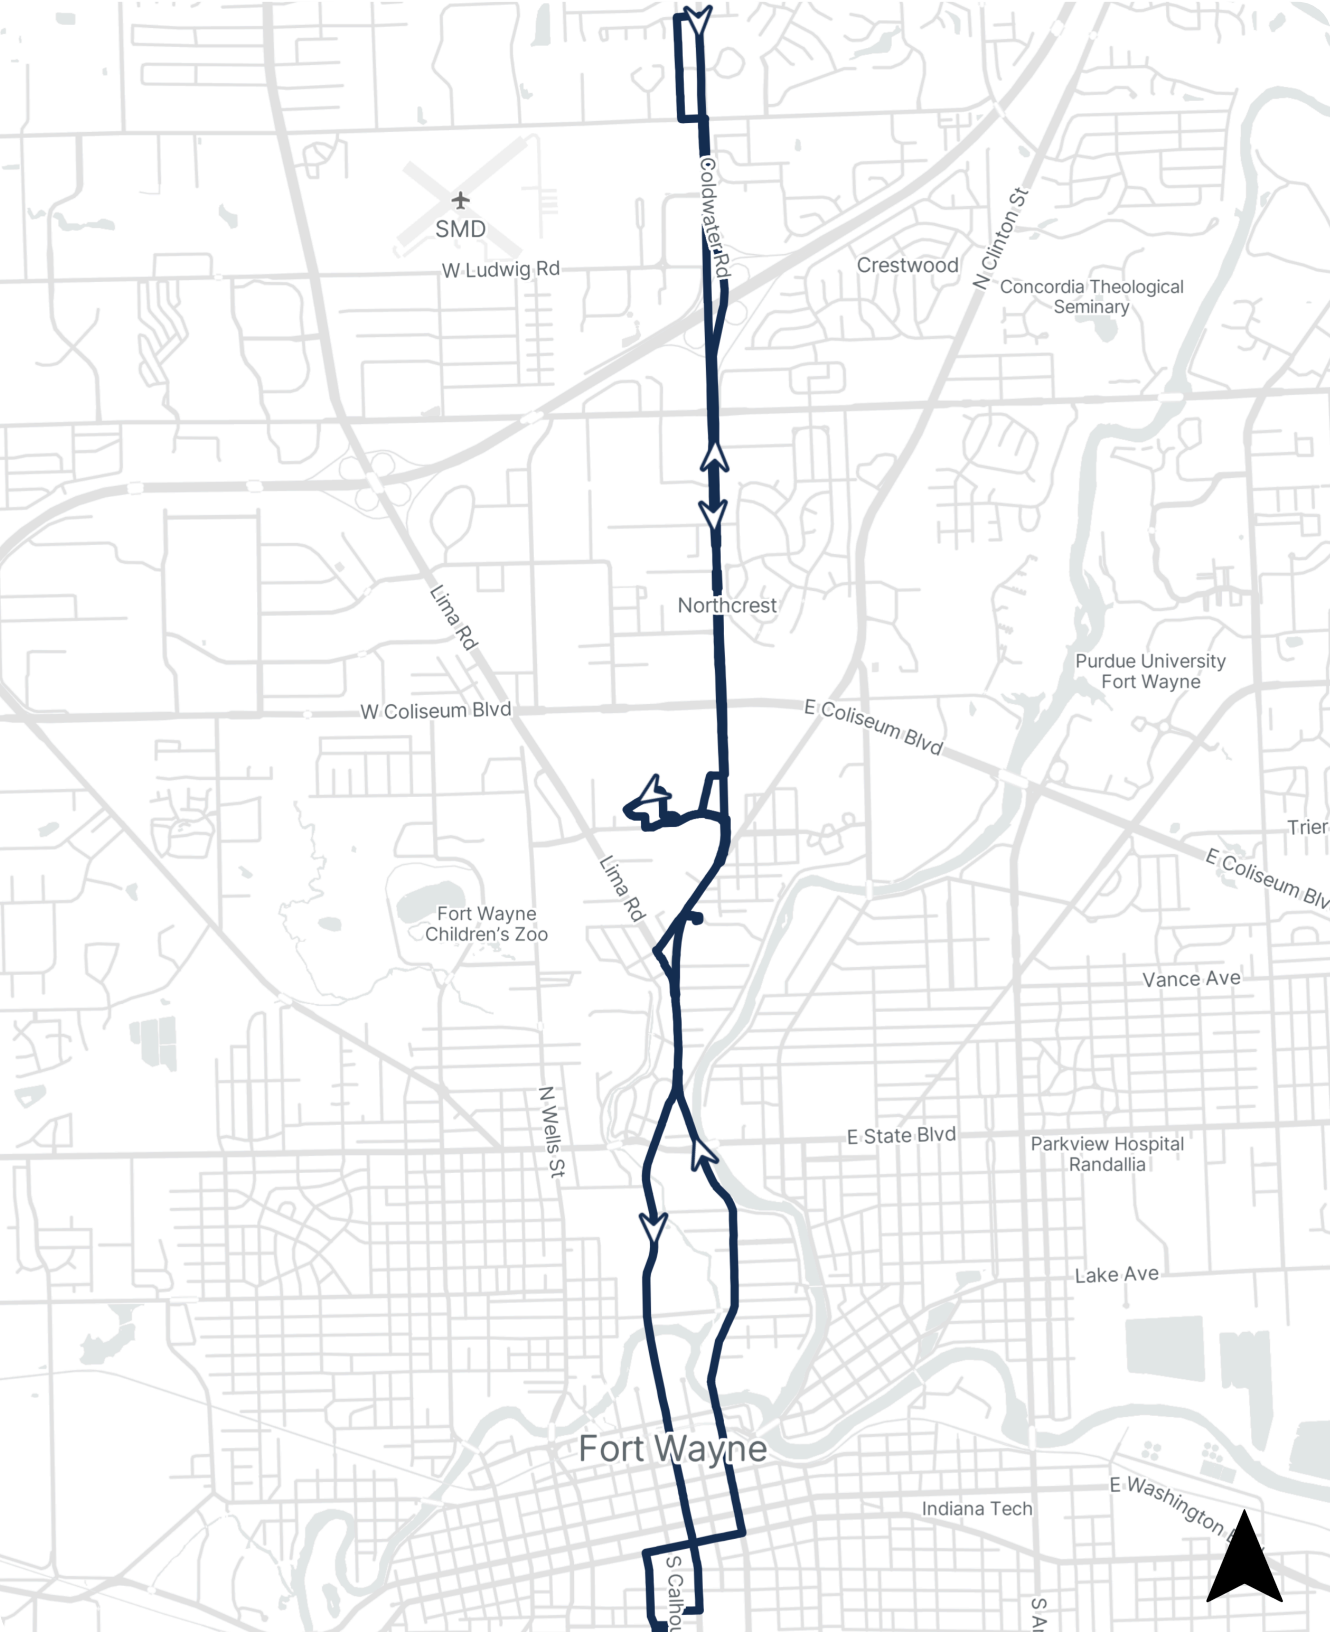 Coldwater Rd
SMD
W Ludwig Rd
Crestwood
N Clinton St
Concordia Theological
Seminary
Lima Rd
Northcrest
Purdue University
Fort Wayne
W Coliseum Blvd
E Coliseum Blvd
Trier
E Coliseum Blv
Lima Rd
Fort Wayne
Children's Zoo
Vance Ave
N Wells St
E State Blvd
Parkview Hospital
Randallia
Lake Ave
Fort Wayne
Indiana Tech
E Washington B
S Calhou
S A